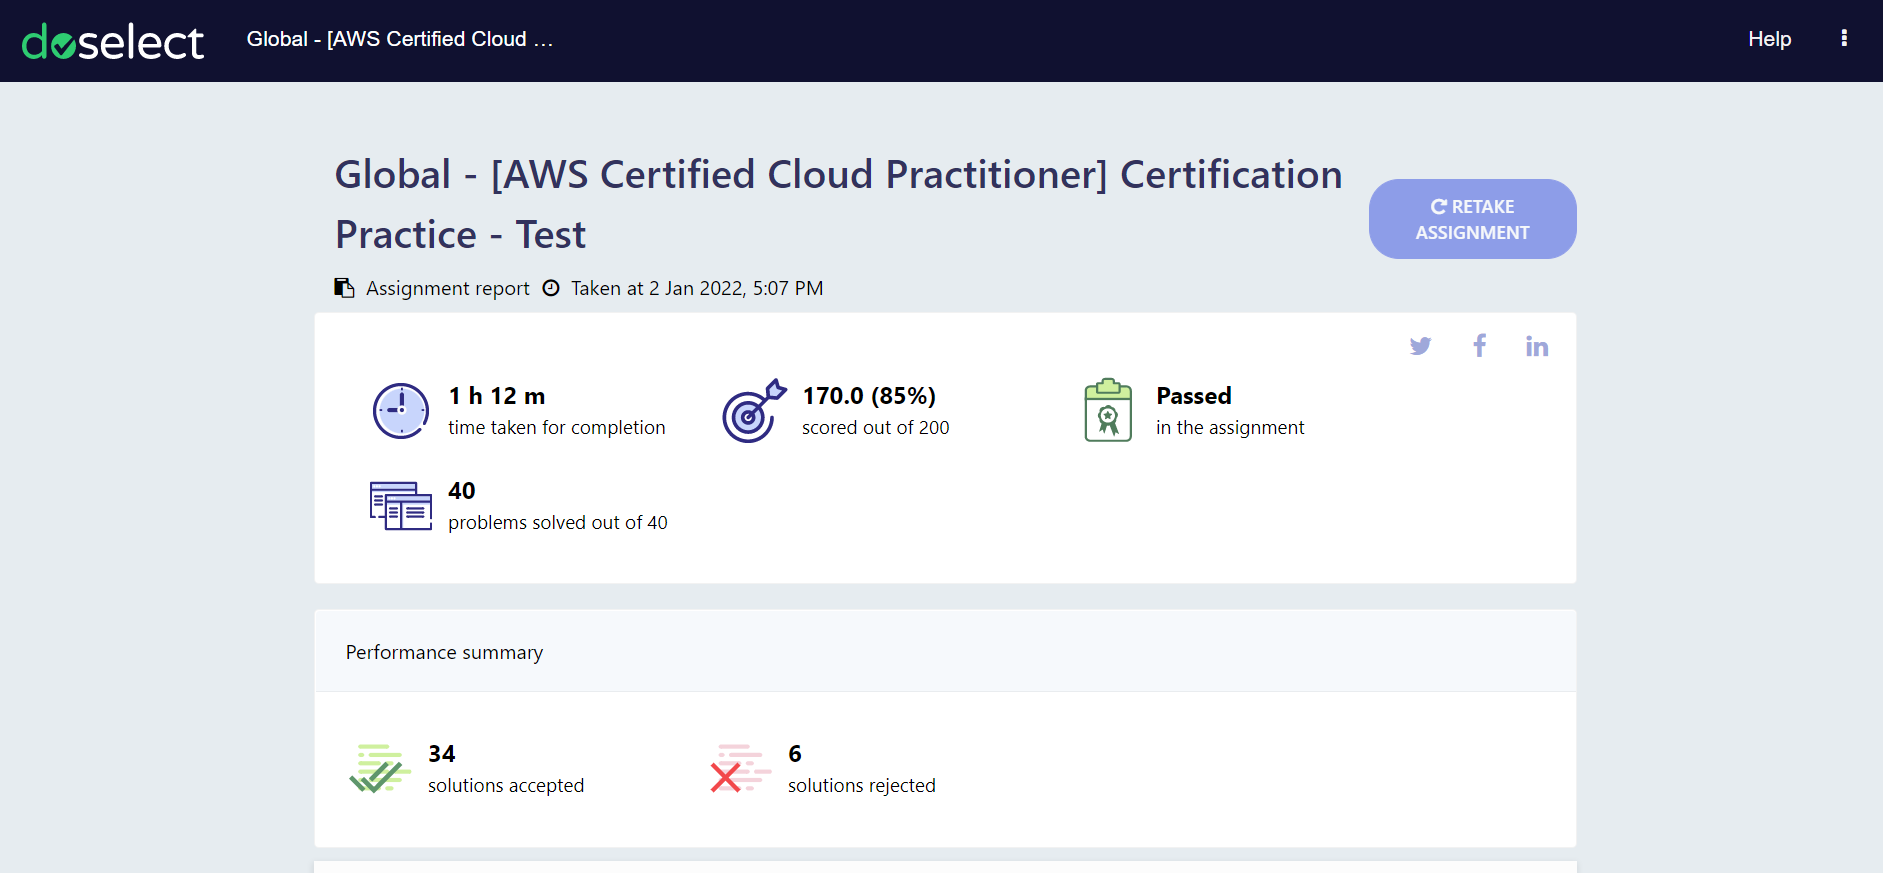 doselect
Global - [AWS Certified Cloud ...
Help
Global - [AWS Certified Cloud Practitioner] Certification
Practice - Test
RETAKE
ASSIGNMENT
Assignment report Taken at 2 Jan 2022, 5:07 PM
1 h 12 m
time taken for completion
170.0 (85%)
scored out of 200
Passed
in the assignment
40
problems solved out of 40
Performance summary
34
solutions accepted
6
solutions rejected